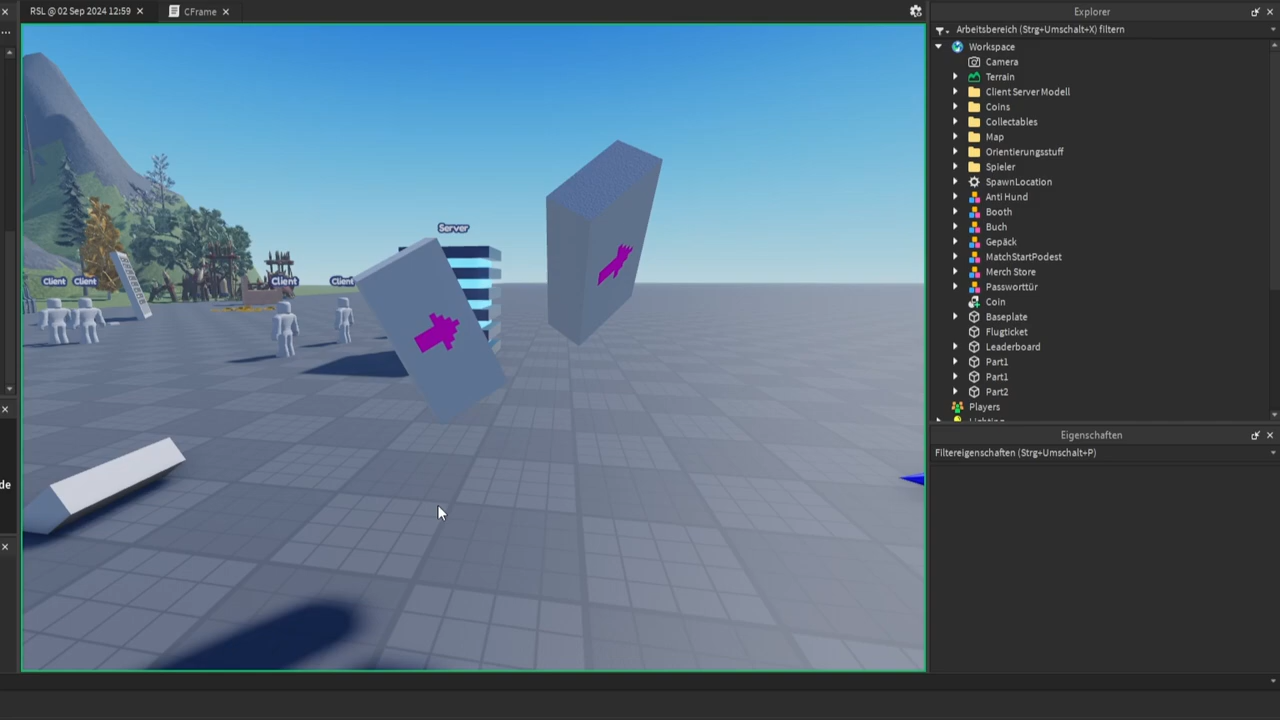 RSL @ 02 Sep 2024 12:59
CFrame
Explorer
Arbeitsbereich (Strg+Umschalt+X) filtern
Workspace
Camera
Terrain
Client Server Modell
Coins
Collectables
Map
Orientierungsstuff
Spieler
SpawnLocation
Anti Hund
Booth
Buch
Gepäck
MatchStartPodest
Merch Store
Passworttür
Coin
Baseplate
Flugticket
Leaderboard
Part1
Part1
Part2
Players
Server
Client
Client
Client
Client
de
Eigenschaften
Filtereigenschaften (Strg+Umschalt+P)